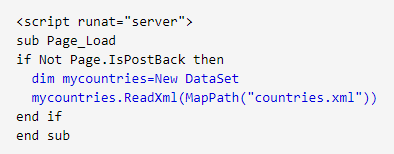 <script runat="server">
sub Page_Load
if Not Page.IsPostBack then
  dim mycountries=New DataSet
  mycountries.ReadXml(MapPath("countries.xml"))
end if
end sub